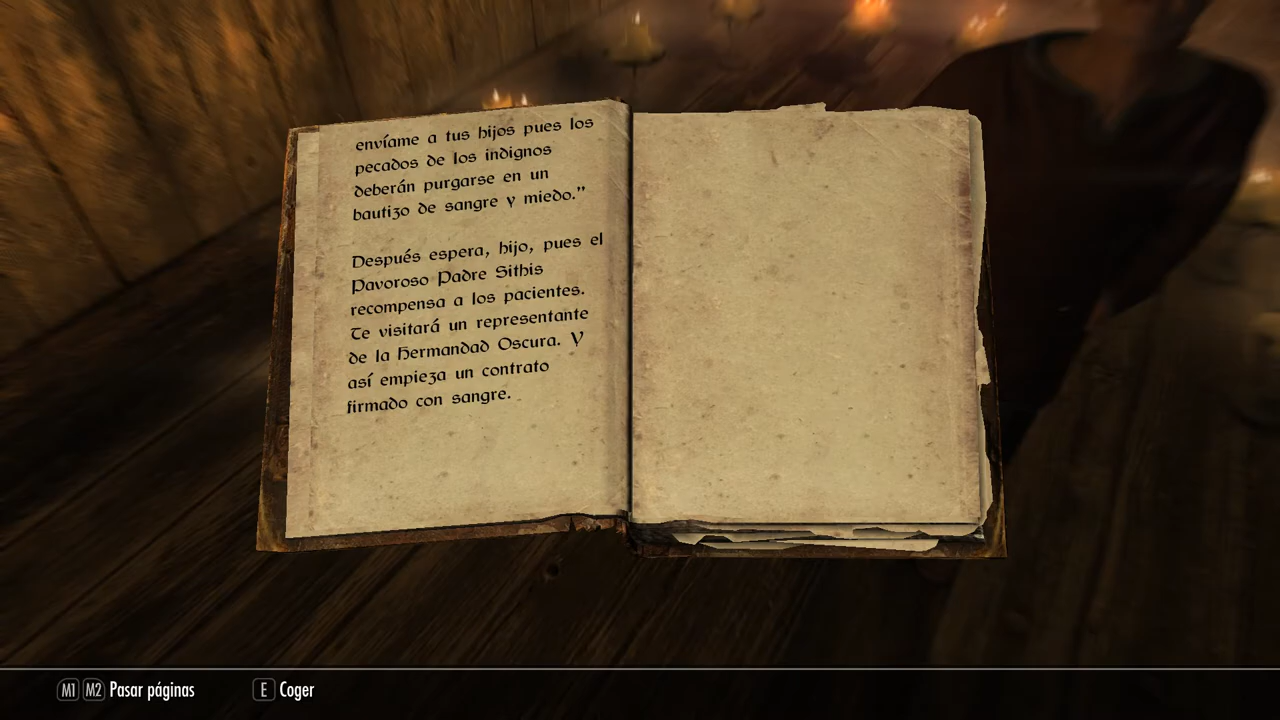 envíame a tus hijos pues los
pecados de los indignos
deberán purgarse en un
bautizo de sangre y miedo."
Después espera, hijo, pues el
Pavoroso Padre Sithis
recompensa a los pacientes.
Te visitará un representante
de la Hermandad Oscura. Y
así empieza un contrato
firmado con sangre.
M1 M2 Pasar páginas
E Coger